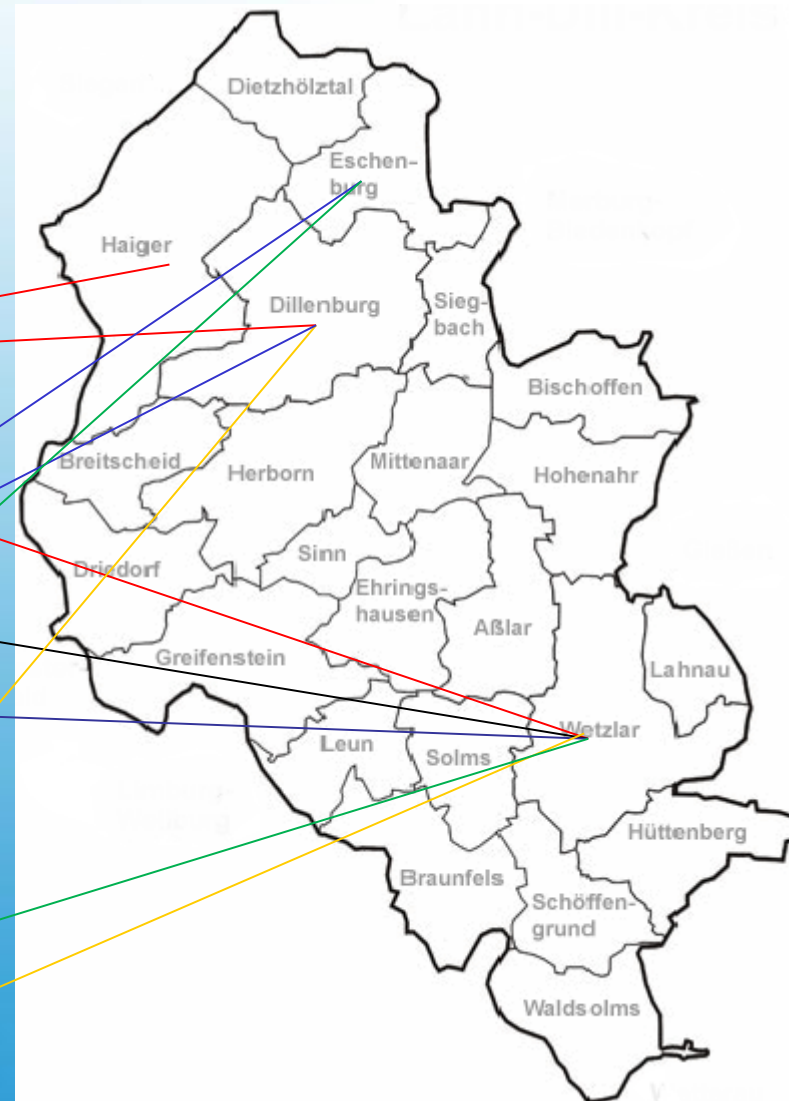 Dietzhölztal
Eschen-
burg
Haiger
Dillenburg
Sieg-
bach
Bischoffen
Breitscheid
Herborn
Mittenaar
Hohenahr
Sinn
Driedorf
Ehrings-
hausen
Aßlar
Greifenstein
Lahnau
Wetzlar
Leun
Solms
Hüttenberg
Braunfels
Schöffen-
grund
Waldsolms